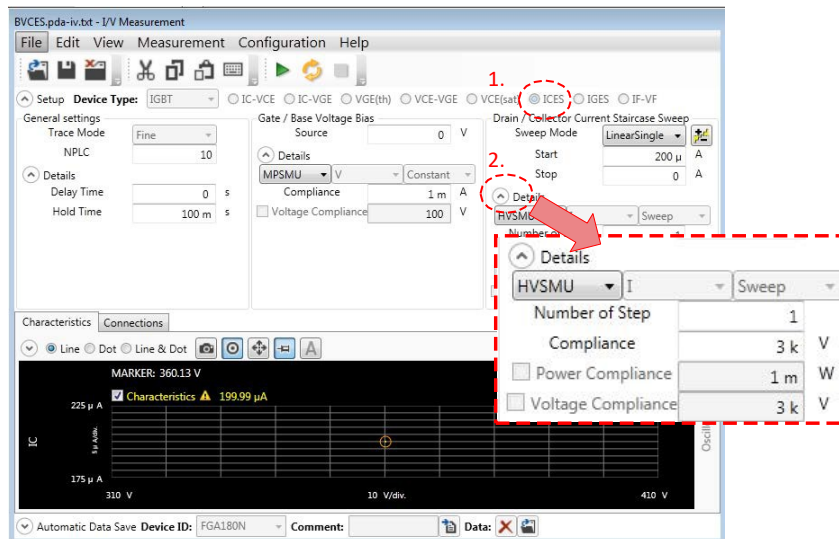 BVCES.pda-iv.txt - I/V Measurement
File Edit View Measurement Configuration Help
1.
Setup Device Type: IGBT IC-VCE IC-VGE VGE(th) VCE-VGE VCE(sat) ICES IGES IF-VF
General settings
Trace Mode Fine
NPLC 10
Details
Delay Time 0 s
Hold Time 100 m s
Gate / Base Voltage Bias
Source 0 V
Details
MPSMU V Constant
Compliance 1 m A
Voltage Compliance 100 V
Drain / Collector Current Staircase Sweep
Sweep Mode LinearSingle
Start 200 μ A
Stop 0 A
2.
Details
HVSMU Sweep
Number of
Details
HVSMU I Sweep
Number of Step 1
Compliance 3 k V
Power Compliance 1 m W
Voltage Compliance 3 k V
Characteristics Connections
Line Dot Line & Dot A
MARKER: 360.13 V
Characteristics 199.99 μA
225 μ A
IC
5 μ A/div.
175 μ A
310 V 10 V/div. 410 V
Oscill
Automatic Data Save Device ID: FGA180N Comment: Data: